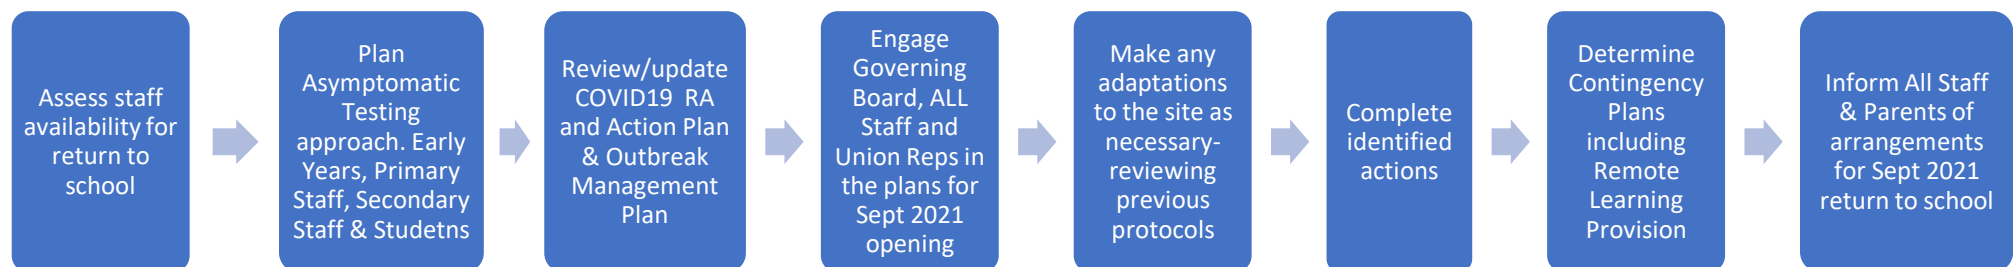 Assess staff
availability for
return to
school
Plan
Asymptomatic
Testing
approach. Early
Years, Primary
Staff, Secondary
Staff & Studetns
Review/update
COVID19  RA
and Action Plan
& Outbreak
Management
Plan
Engage
Governing
Board, ALL
Staff and
Union Reps in
the plans for
Sept 2021
opening
Make any
adaptations
to the site as
necessary-
reviewing
previous
protocols
Complete
identified
actions
Determine
Contingency
Plans
including
Remote
Learning
Provision
Inform All Staff
& Parents of
arrangements
for Sept 2021
return to school